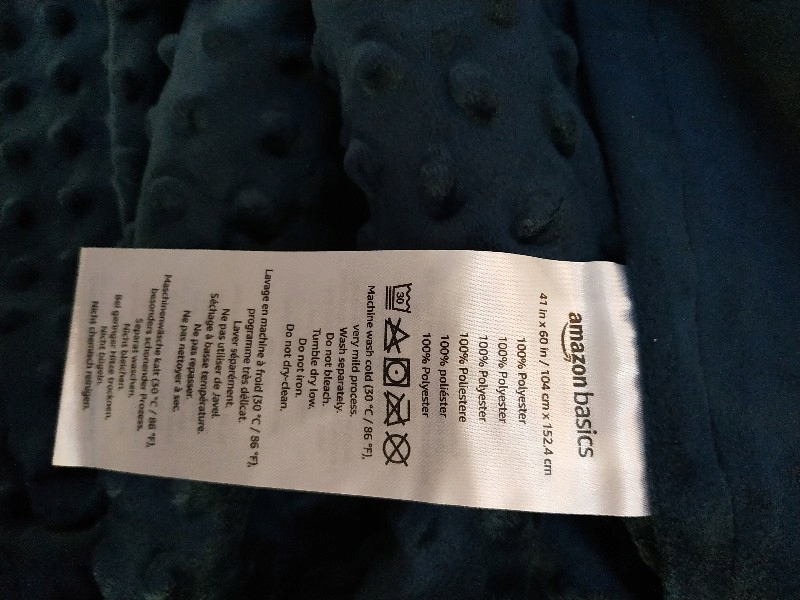 amazon basics
41 in x 60 in / 104 cm x 152.4 cm
100% Polyester
100% Polyester
100% Polyester
100% Poliestere
100% poliéster
100% Polyester
30
Machine wash cold (30 °C / 86 °F),
very mild process.
Wash separately.
Do not bleach.
Tumble dry low.
Do not iron.
Do not dry-clean.
Lavage en machine à froid (30 °C / 86 °F),
programme très délicat.
Laver séparément.
Ne pas utiliser de Javel.
Séchage à basse température.
Ne pas repasser.
Ne pas nettoyer à sec.
Maschinenwäsche kalt (30 °C / 86 °F),
besonders schonender Prozess.
Separat waschen.
Nicht bleichen.
Bei geringer Hitze trocknen.
Nicht bügeln.
Nicht chemisch reinigen.